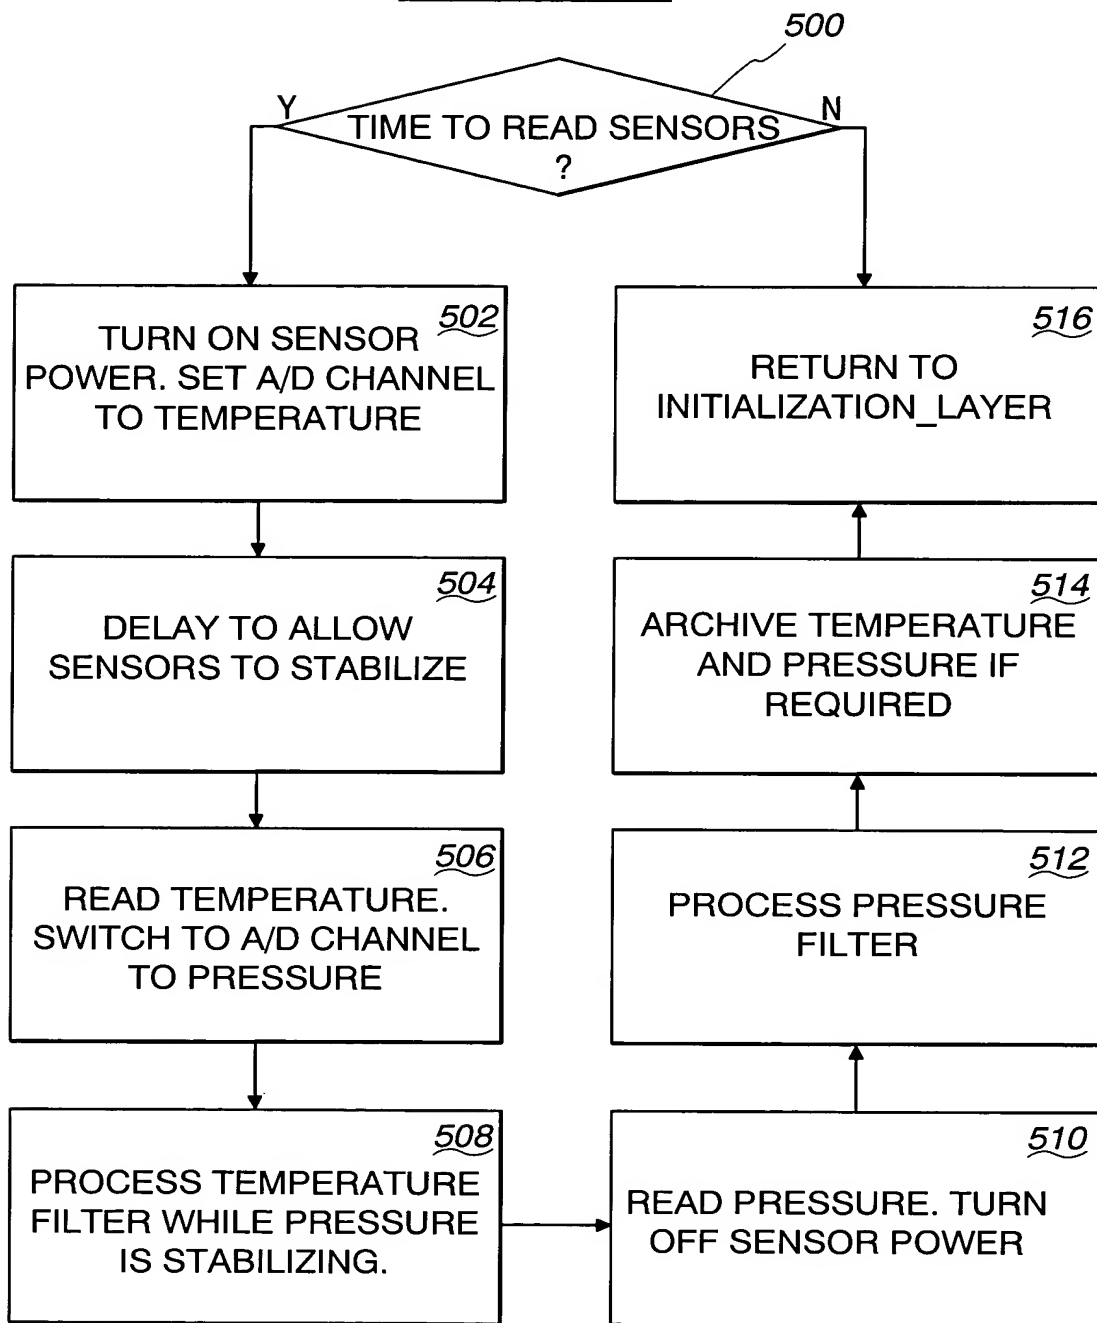 500
Y
N
TIME TO READ SENSORS
?
502
TURN ON SENSOR
POWER. SET A/D CHANNEL
TO TEMPERATURE
504
DELAY TO ALLOW
SENSORS TO STABILIZE
506
READ TEMPERATURE.
SWITCH TO A/D CHANNEL
TO PRESSURE
508
PROCESS TEMPERATURE
FILTER WHILE PRESSURE
IS STABILIZING.
510
READ PRESSURE. TURN
OFF SENSOR POWER
512
PROCESS PRESSURE
FILTER
514
ARCHIVE TEMPERATURE
AND PRESSURE IF
REQUIRED
516
RETURN TO
INITIALIZATION_LAYER